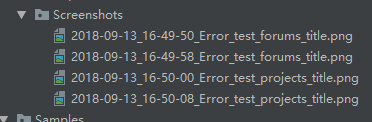 Screenshots
2018-09-13_16-49-50_Error_test_forums_title.png
2018-09-13_16-49-58_Error_test_forums_title.png
2018-09-13_16-50-00_Error_test_projects_title.png
2018-09-13_16-50-08_Error_test_projects_title.png
Samples